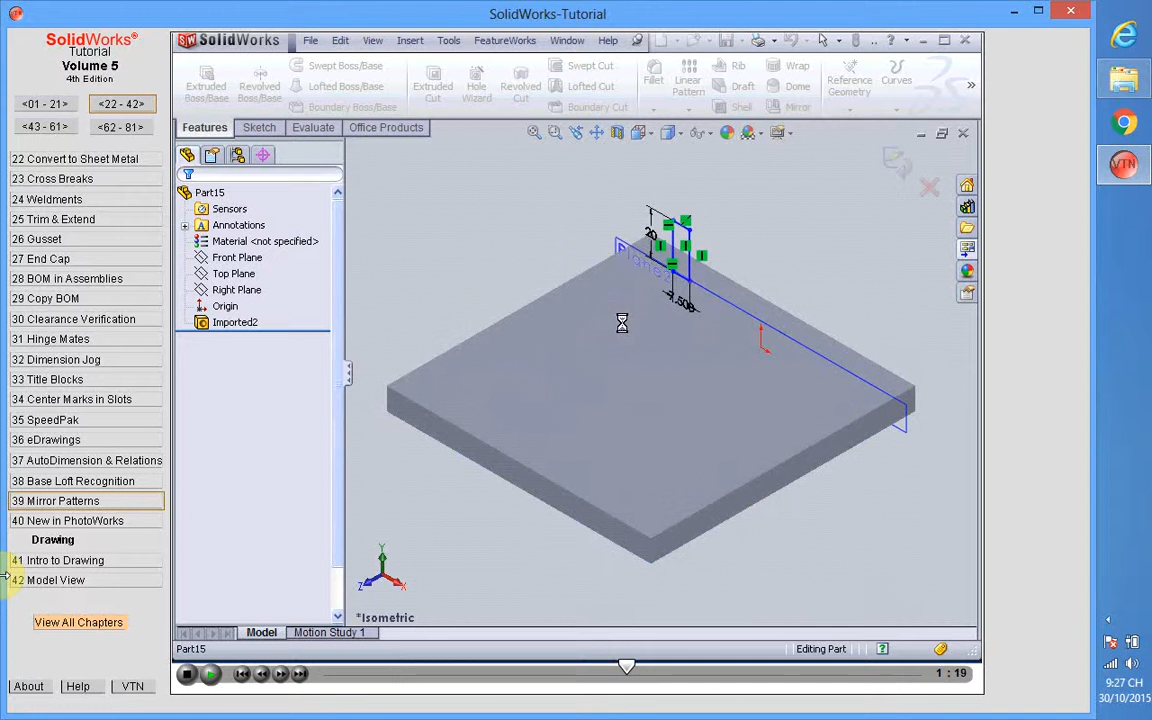 SolidWorks-Tutorial
SolidWorks®
Tutorial
Volume 5
4th Edition
<01 - 21>
<22 - 42>
<43 - 61>
<62 - 81>
22 Convert to Sheet Metal
23 Cross Breaks
24 Weldments
25 Trim & Extend
26 Gusset
27 End Cap
28 BOM in Assemblies
29 Copy BOM
30 Clearance Verification
31 Hinge Mates
32 Dimension Jog
33 Title Blocks
34 Center Marks in Slots
35 SpeedPak
36 eDrawings
37 AutoDimension & Relations
38 Base Loft Recognition
39 Mirror Patterns
40 New in PhotoWorks
Drawing
41 Intro to Drawing
42 Model View
View All Chapters
About Help VTN
SolidWorks File Edit View Insert Tools FeatureWorks Window Help
Extruded Boss/Base
Revolved Boss/Base
Swept Boss/Base
Lofted Boss/Base
Boundary Boss/Base
Extruded Cut
Hole Wizard
Revolved Cut
Swept Cut
Lofted Cut
Boundary Cut
Fillet
Linear Pattern
Rib
Draft
Shell
Wrap
Dome
Mirror
Reference Geometry
Curves
Features Sketch Evaluate Office Products
Part15
Sensors
Annotations
Material <not specified>
Front Plane
Top Plane
Right Plane
Origin
Imported2
20
Plane2
7.500
Y
Z
X
*Isometric
Model Motion Study 1
Part15
Editing Part
1 : 19
VTN
9:27 CH
30/10/2015